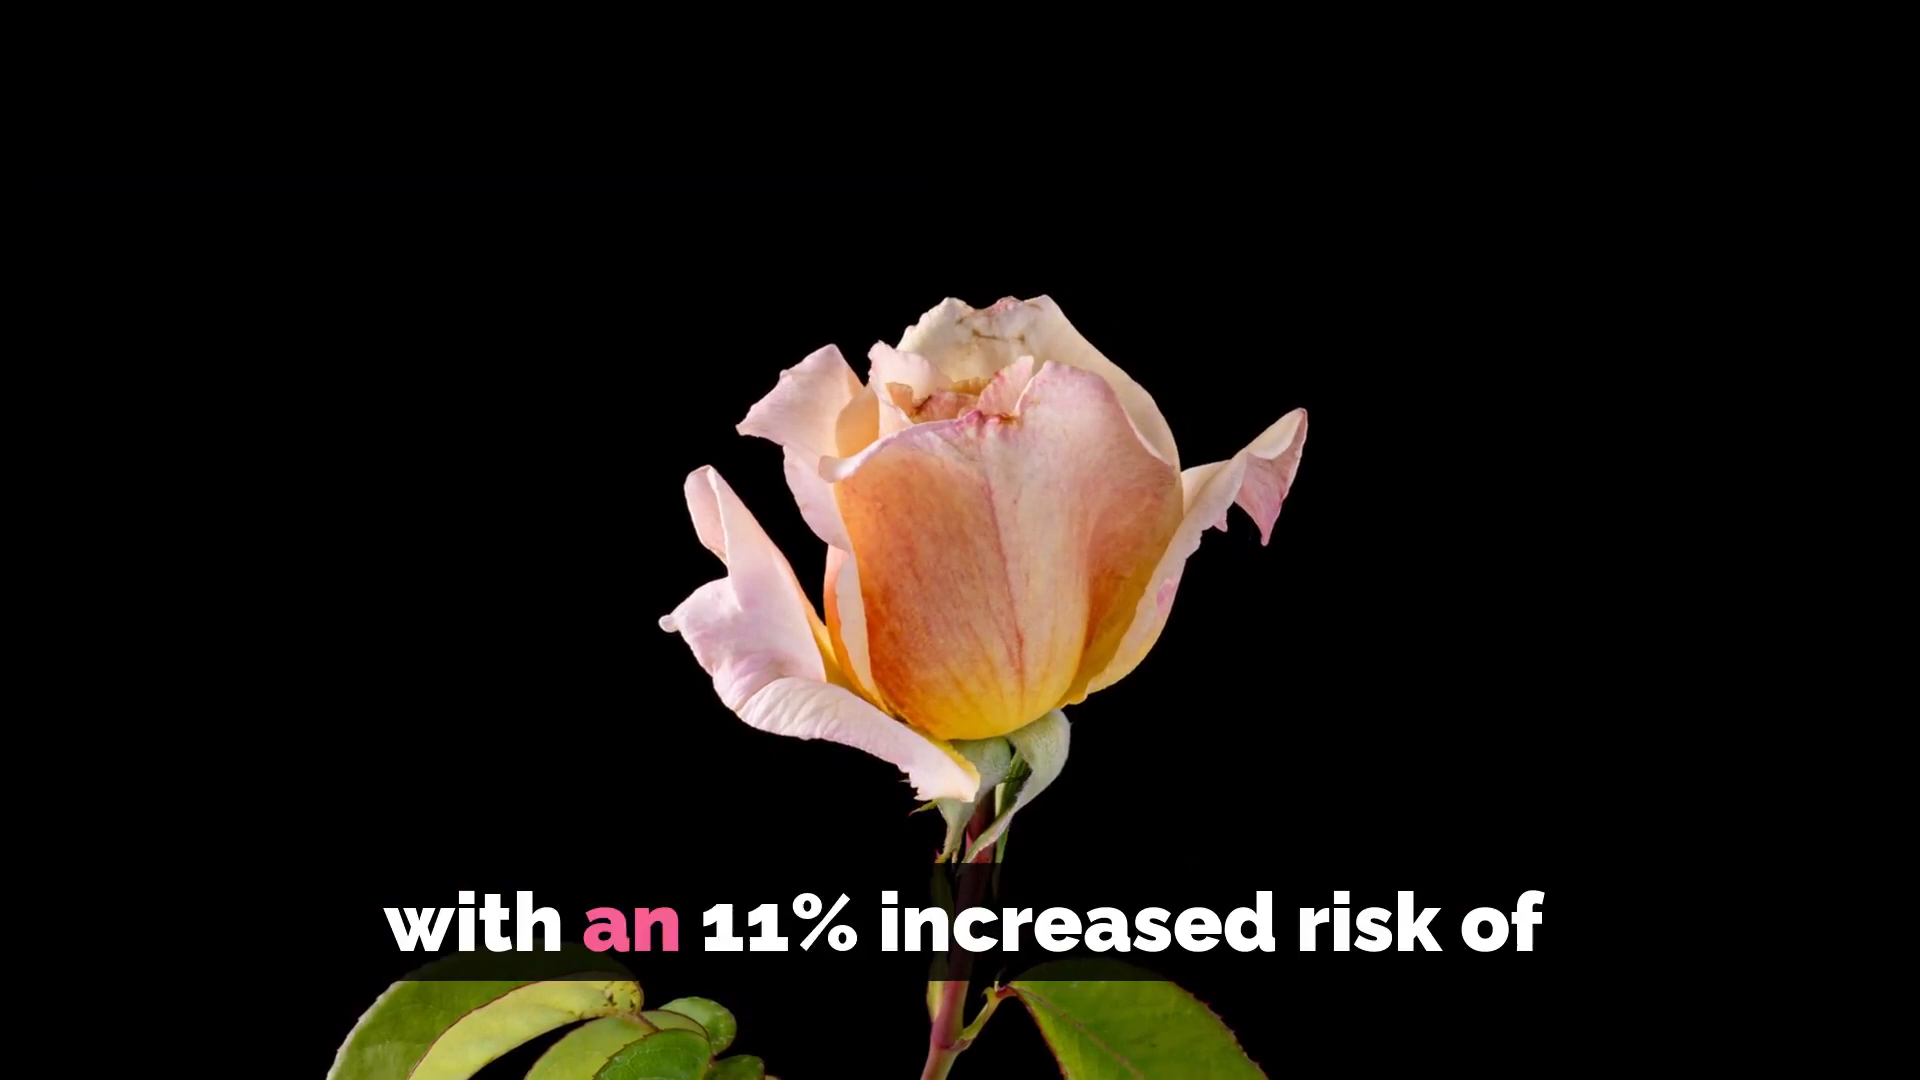 with an 11% increased risk of